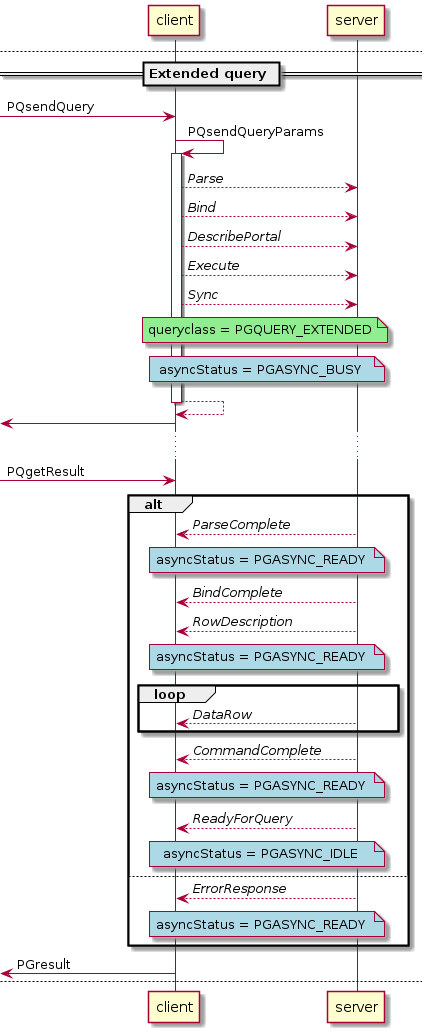 client
server
Extended query
PQsendQuery
PQsendQueryParams
Parse
Bind
DescribePortal
Execute
Sync
queryclass = PGQUERY_EXTENDED
asyncStatus = PGASYNC_BUSY
PQgetResult
alt
ParseComplete
asyncStatus = PGASYNC_READY
BindComplete
RowDescription
asyncStatus = PGASYNC_READY
loop
DataRow
CommandComplete
asyncStatus = PGASYNC_READY
ReadyForQuery
asyncStatus = PGASYNC_IDLE
ErrorResponse
asyncStatus = PGASYNC_READY
PGresult
client
server